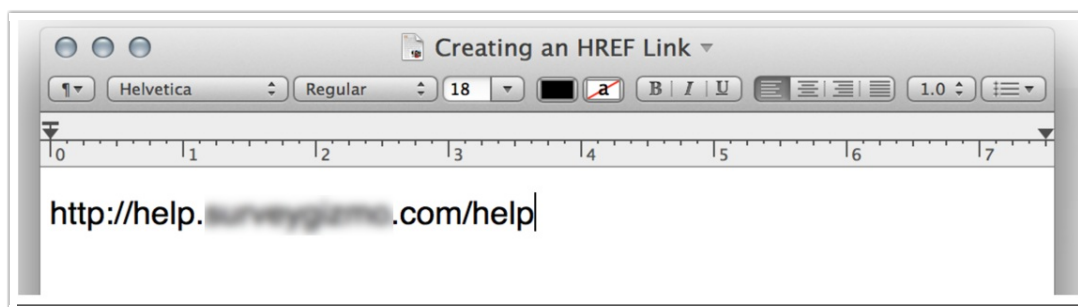 Creating an HREF Link
¶ Helvetica Regular 18 a B I U 1.0
0 1 2 3 4 5 6 7
http://help. .com/help